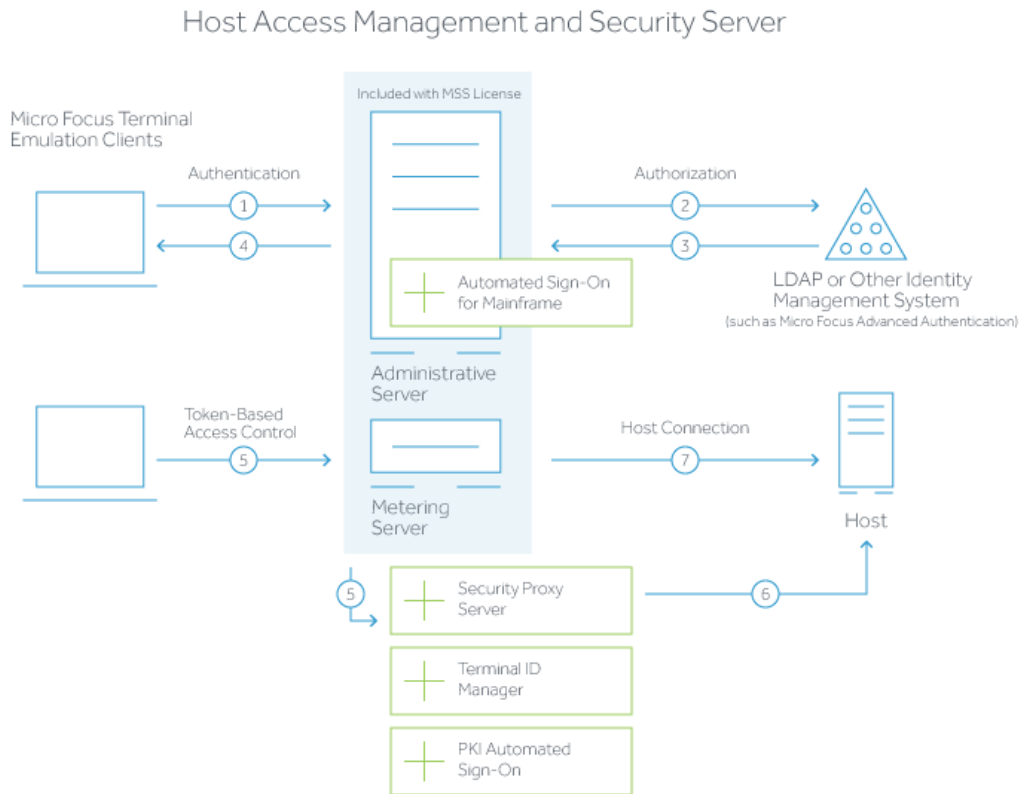 Host Access Management and Security Server
Included with MSS License
Micro Focus Terminal
Emulation Clients
Authentication
1
4
Authorization
2
3
Automated Sign-On
for Mainframe
LDAP or Other Identity
Management System
(such as Micro Focus Advanced Authentication)
Administrative
Server
Token-Based
Access Control
5
Host Connection
7
Metering
Server
Host
5
Security Proxy
Server
6
Terminal ID
Manager
PKI Automated
Sign-On